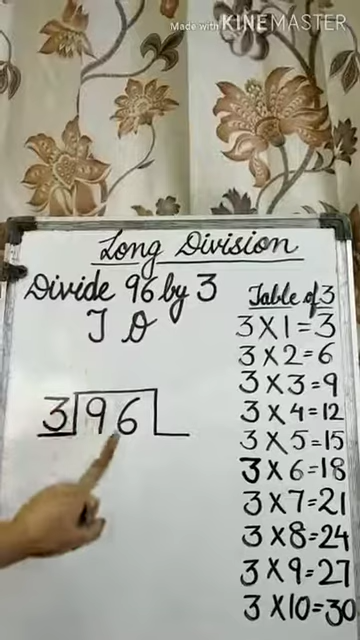 Made with KINEMASTER
Long Division
Divide 96 by 3
T O
3 96
Table of 3
3 X 1 = 3
3 X 2 = 6
3 X 3 = 9
3 X 4 = 12
3 X 5 = 15
3 X 6 = 18
3 X 7 = 21
3 X 8 = 24
3 X 9 = 27
3 X 10 = 30